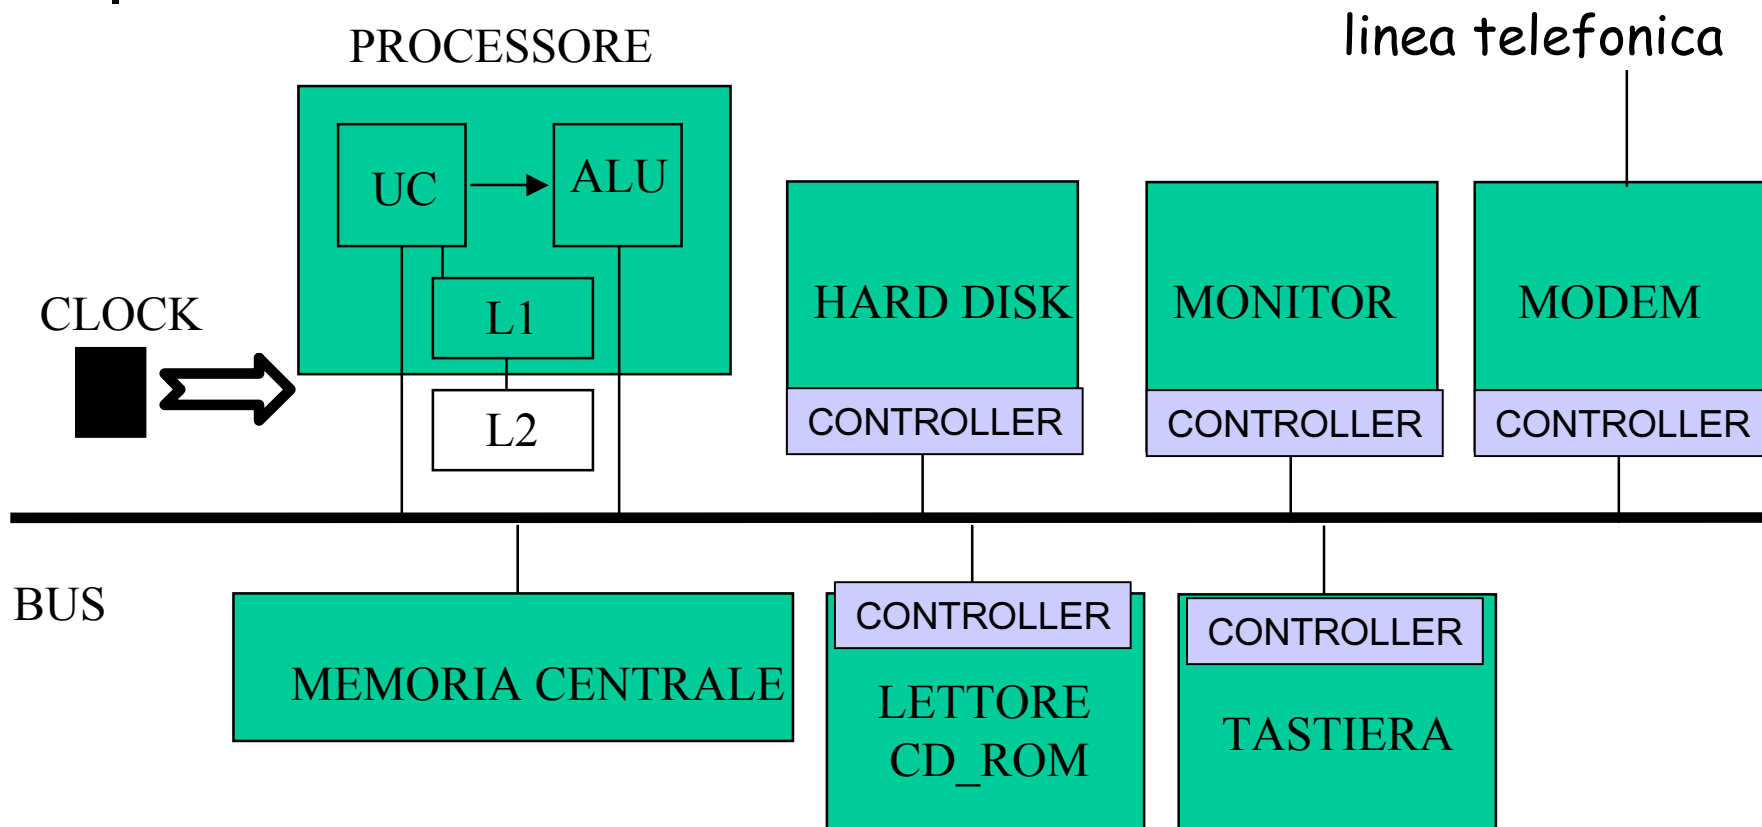 linea telefonica
PROCESSORE
UC
ALU
CLOCK
L1
L2
HARD DISK
CONTROLLER
MONITOR
CONTROLLER
MODEM
CONTROLLER
BUS
MEMORIA CENTRALE
CONTROLLER
LETTORE
CD_ROM
CONTROLLER
TASTIERA